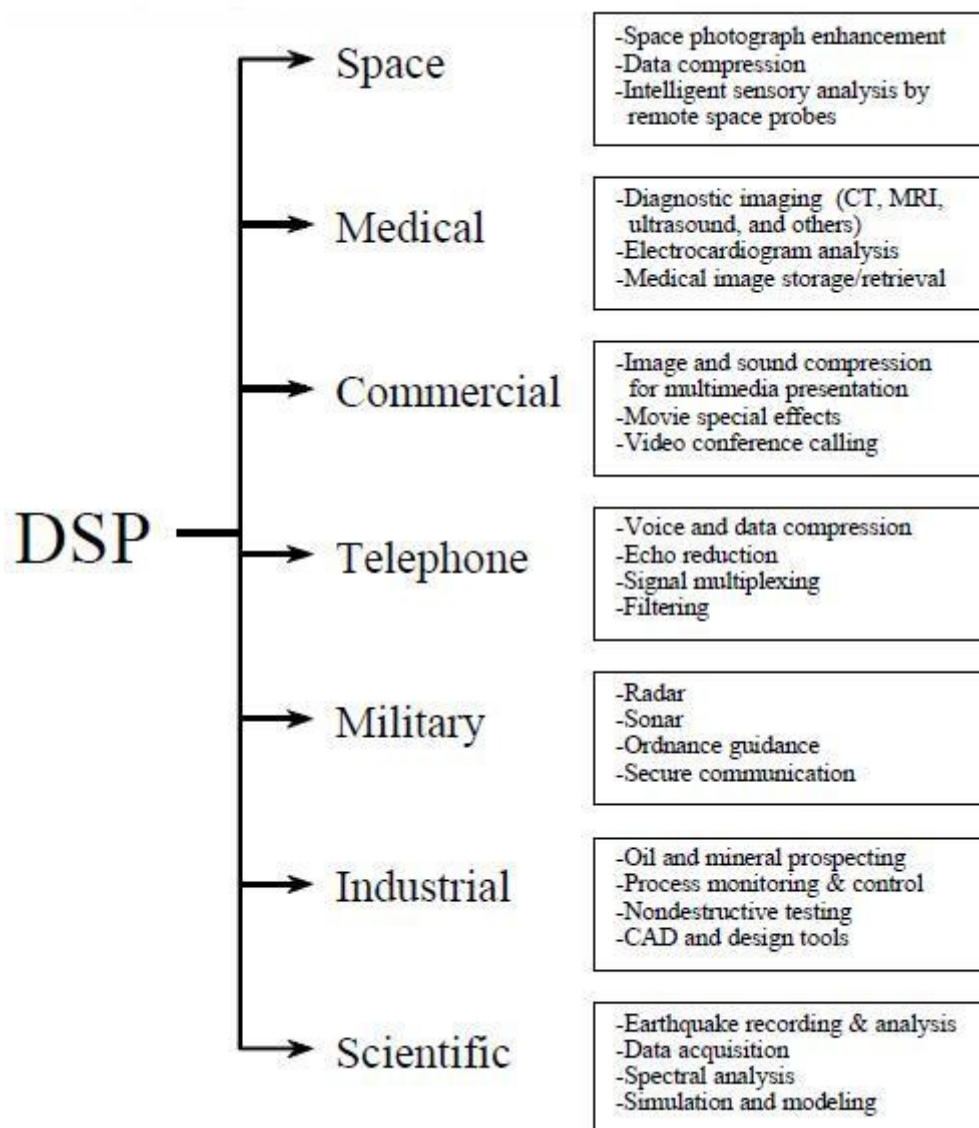 Space
-Space photograph enhancement
-Data compression
-Intelligent sensory analysis by
remote space probes
Medical
-Diagnostic imaging (CT, MRI,
ultrasound, and others)
-Electrocardiogram analysis
-Medical image storage/retrieval
Commercial
-Image and sound compression
for multimedia presentation
-Movie special effects
-Video conference calling
DSP
Telephone
-Voice and data compression
-Echo reduction
-Signal multiplexing
-Filtering
Military
-Radar
-Sonar
-Ordnance guidance
-Secure communication
Industrial
-Oil and mineral prospecting
-Process monitoring & control
-Nondestructive testing
-CAD and design tools
Scientific
-Earthquake recording & analysis
-Data acquisition
-Spectral analysis
-Simulation and modeling